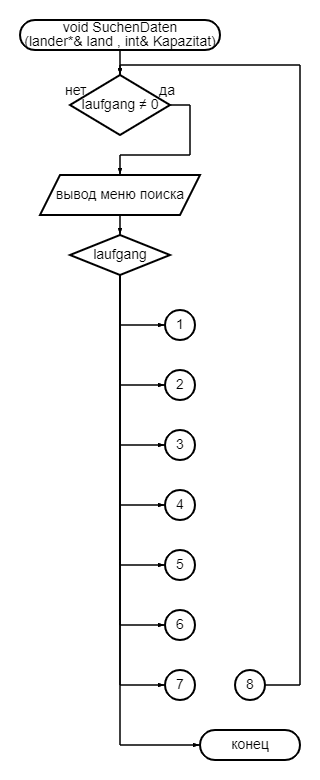 void SuchenDaten
(lander*& land , int& Kapazitat)
нет
да
laufgang ≠ 0
вывод меню поиска
laufgang
1
2
3
4
5
6
7
8
конец